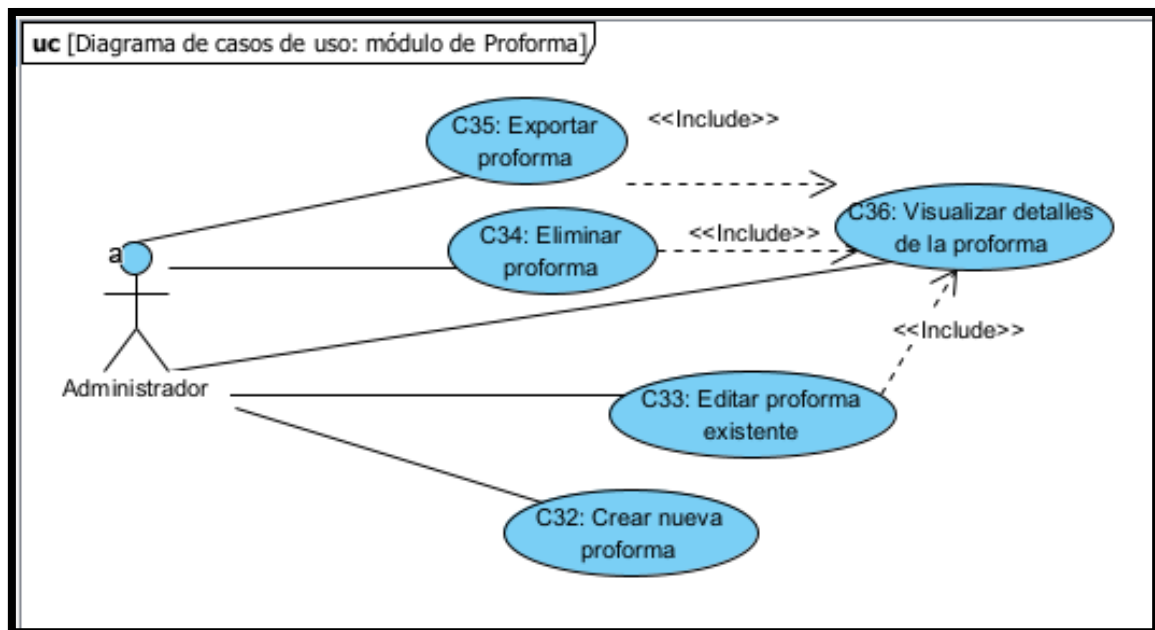 uc [Diagrama de casos de uso: módulo de Proforma]
C35: Exportar
proforma
<<Include>>
C34: Eliminar
proforma
<<Include>>
C36: Visualizar detalles
de la proforma
a
<<Include>>
Administrador
C33: Editar proforma
existente
C32: Crear nueva
proforma